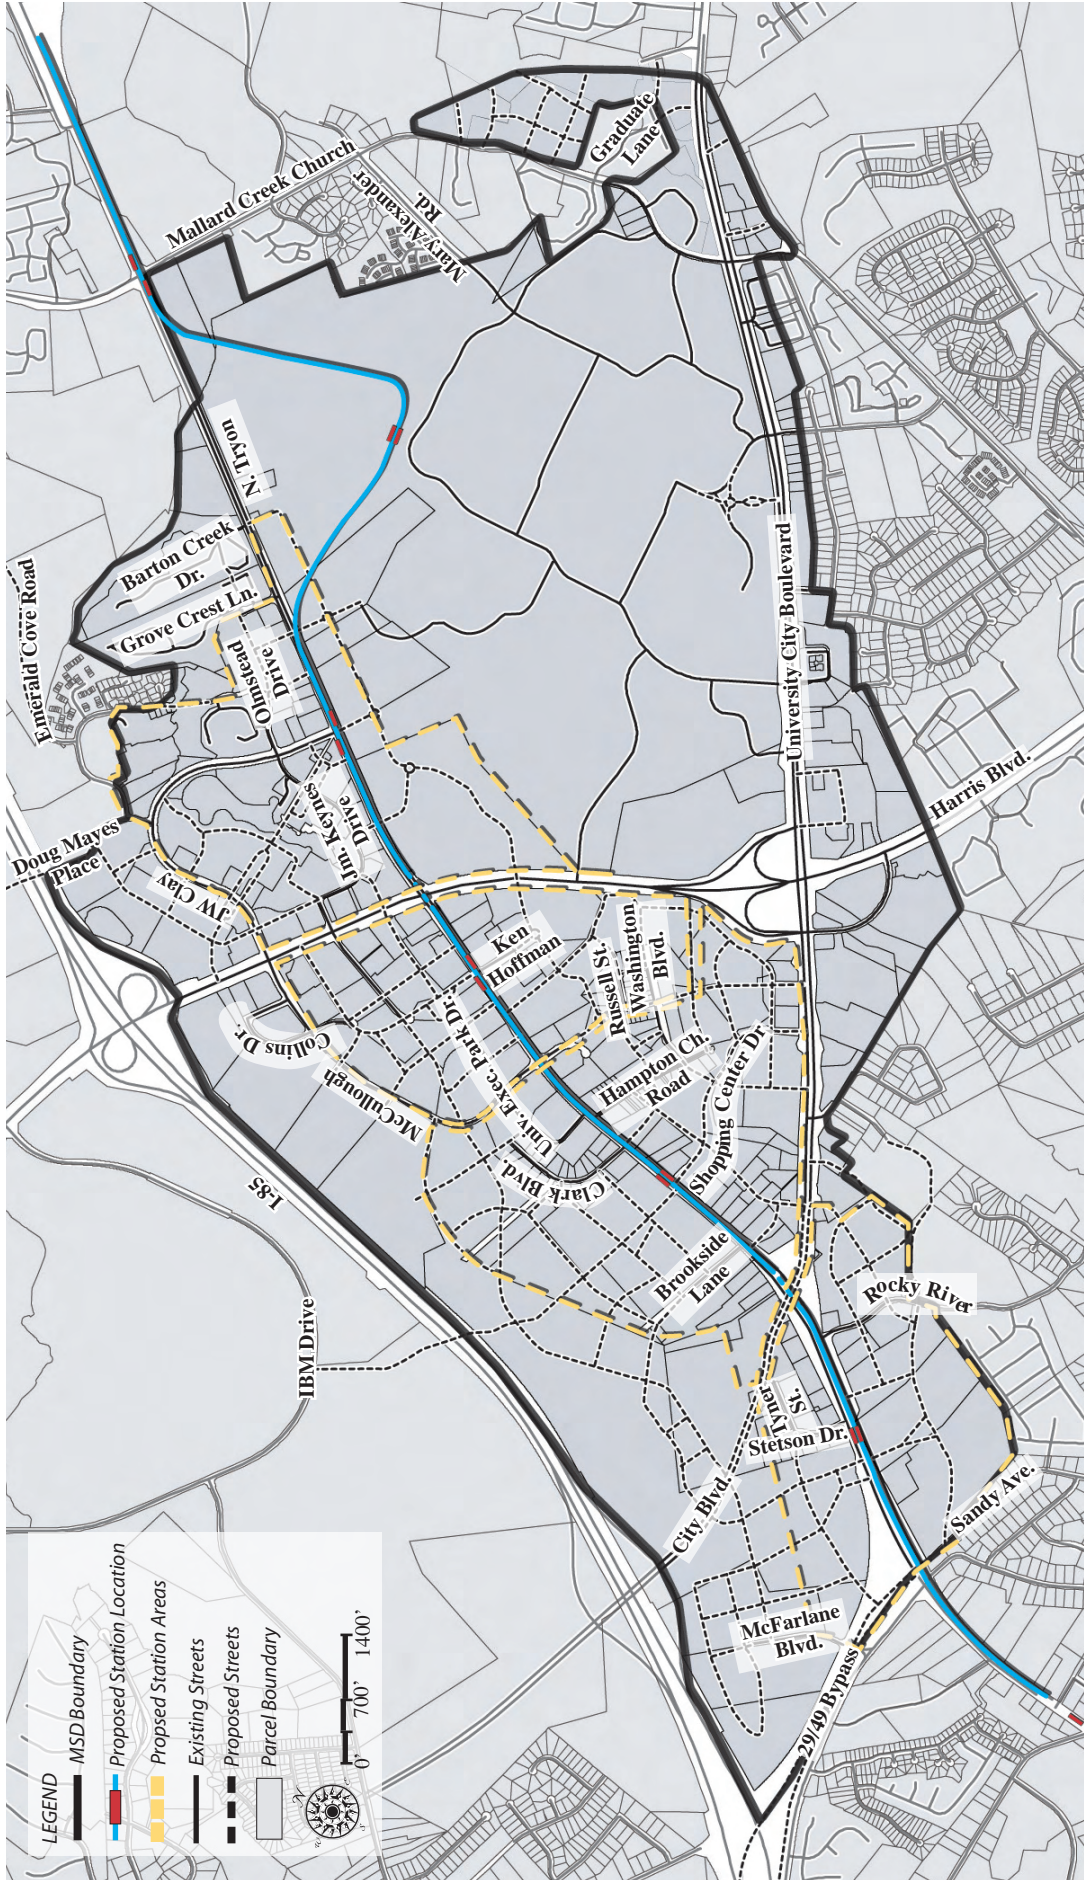 Mallard Creek Church
Mary Alexander
Rd.
Graduate
Lane
N. Tryon
Barton Creek
Dr.
Grove Crest Ln.
Emerald Cove Road
Olmstead
Drive
Jm. Keynes
Drive
Doug Mayes
Place
JW Clay
University City Boulevard
Harris Blvd.
Ken
Hoffman
Russell St.
Washington
Blvd.
Collins Dr.
McCullough
Univ. Exec. Park Dr.
Hampton Ch.
Road
Shopping Center Dr.
Clark Blvd.
I-85
Brookside
Lane
Rocky River
IBM Drive
Tyner
St.
Stetson Dr.
City Blvd.
Sandy Ave.
McFarlane
Blvd.
29/49 Bypass
LEGEND
MSD Boundary
Proposed Station Location
Propsed Station Areas
Existing Streets
Proposed Streets
Parcel Boundary
0' 700' 1400'
N